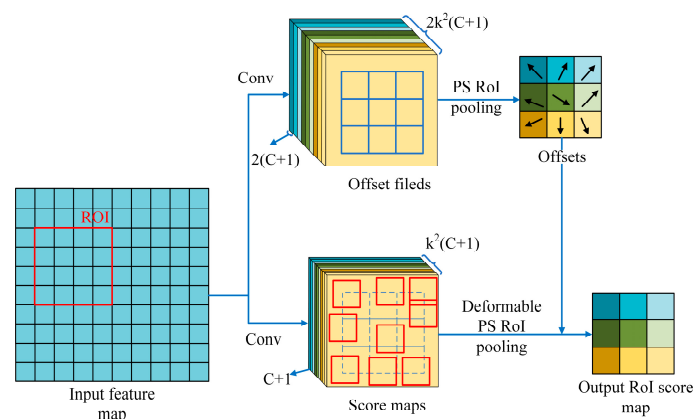 2k²(C+1)
Conv
PS RoI
pooling
2(C+1)
Offset fileds
Offsets
ROI
k²(C+1)
Deformable
PS RoI
pooling
Conv
C+1
Input feature
map
Score maps
Output RoI score
map